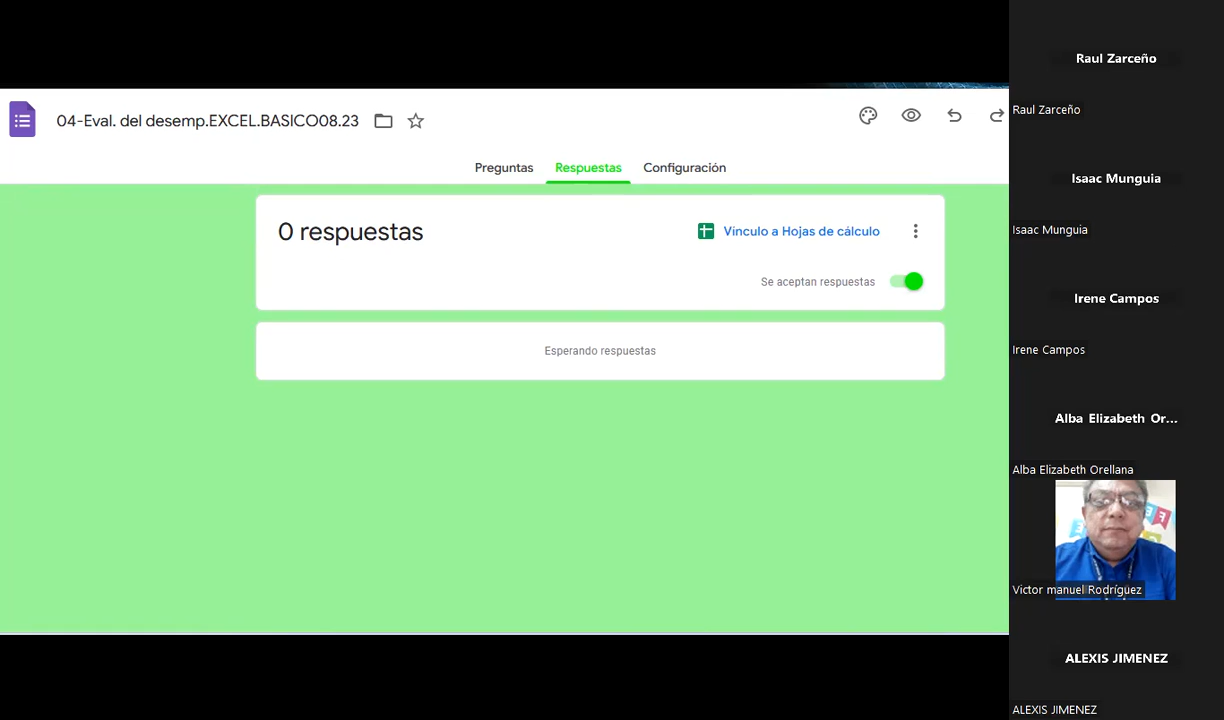 04-Eval. del desemp.EXCEL.BASICO08.23
Preguntas
Respuestas
Configuración
0 respuestas
Vinculo a Hojas de cálculo
Se aceptan respuestas
Esperando respuestas
Raul Zarceño
Raul Zarceño
Isaac Munguia
Isaac Munguia
Irene Campos
Irene Campos
Alba Elizabeth Or...
Alba Elizabeth Orellana
Victor manuel Rodríguez
ALEXIS JIMENEZ
ALEXIS JIMENEZ